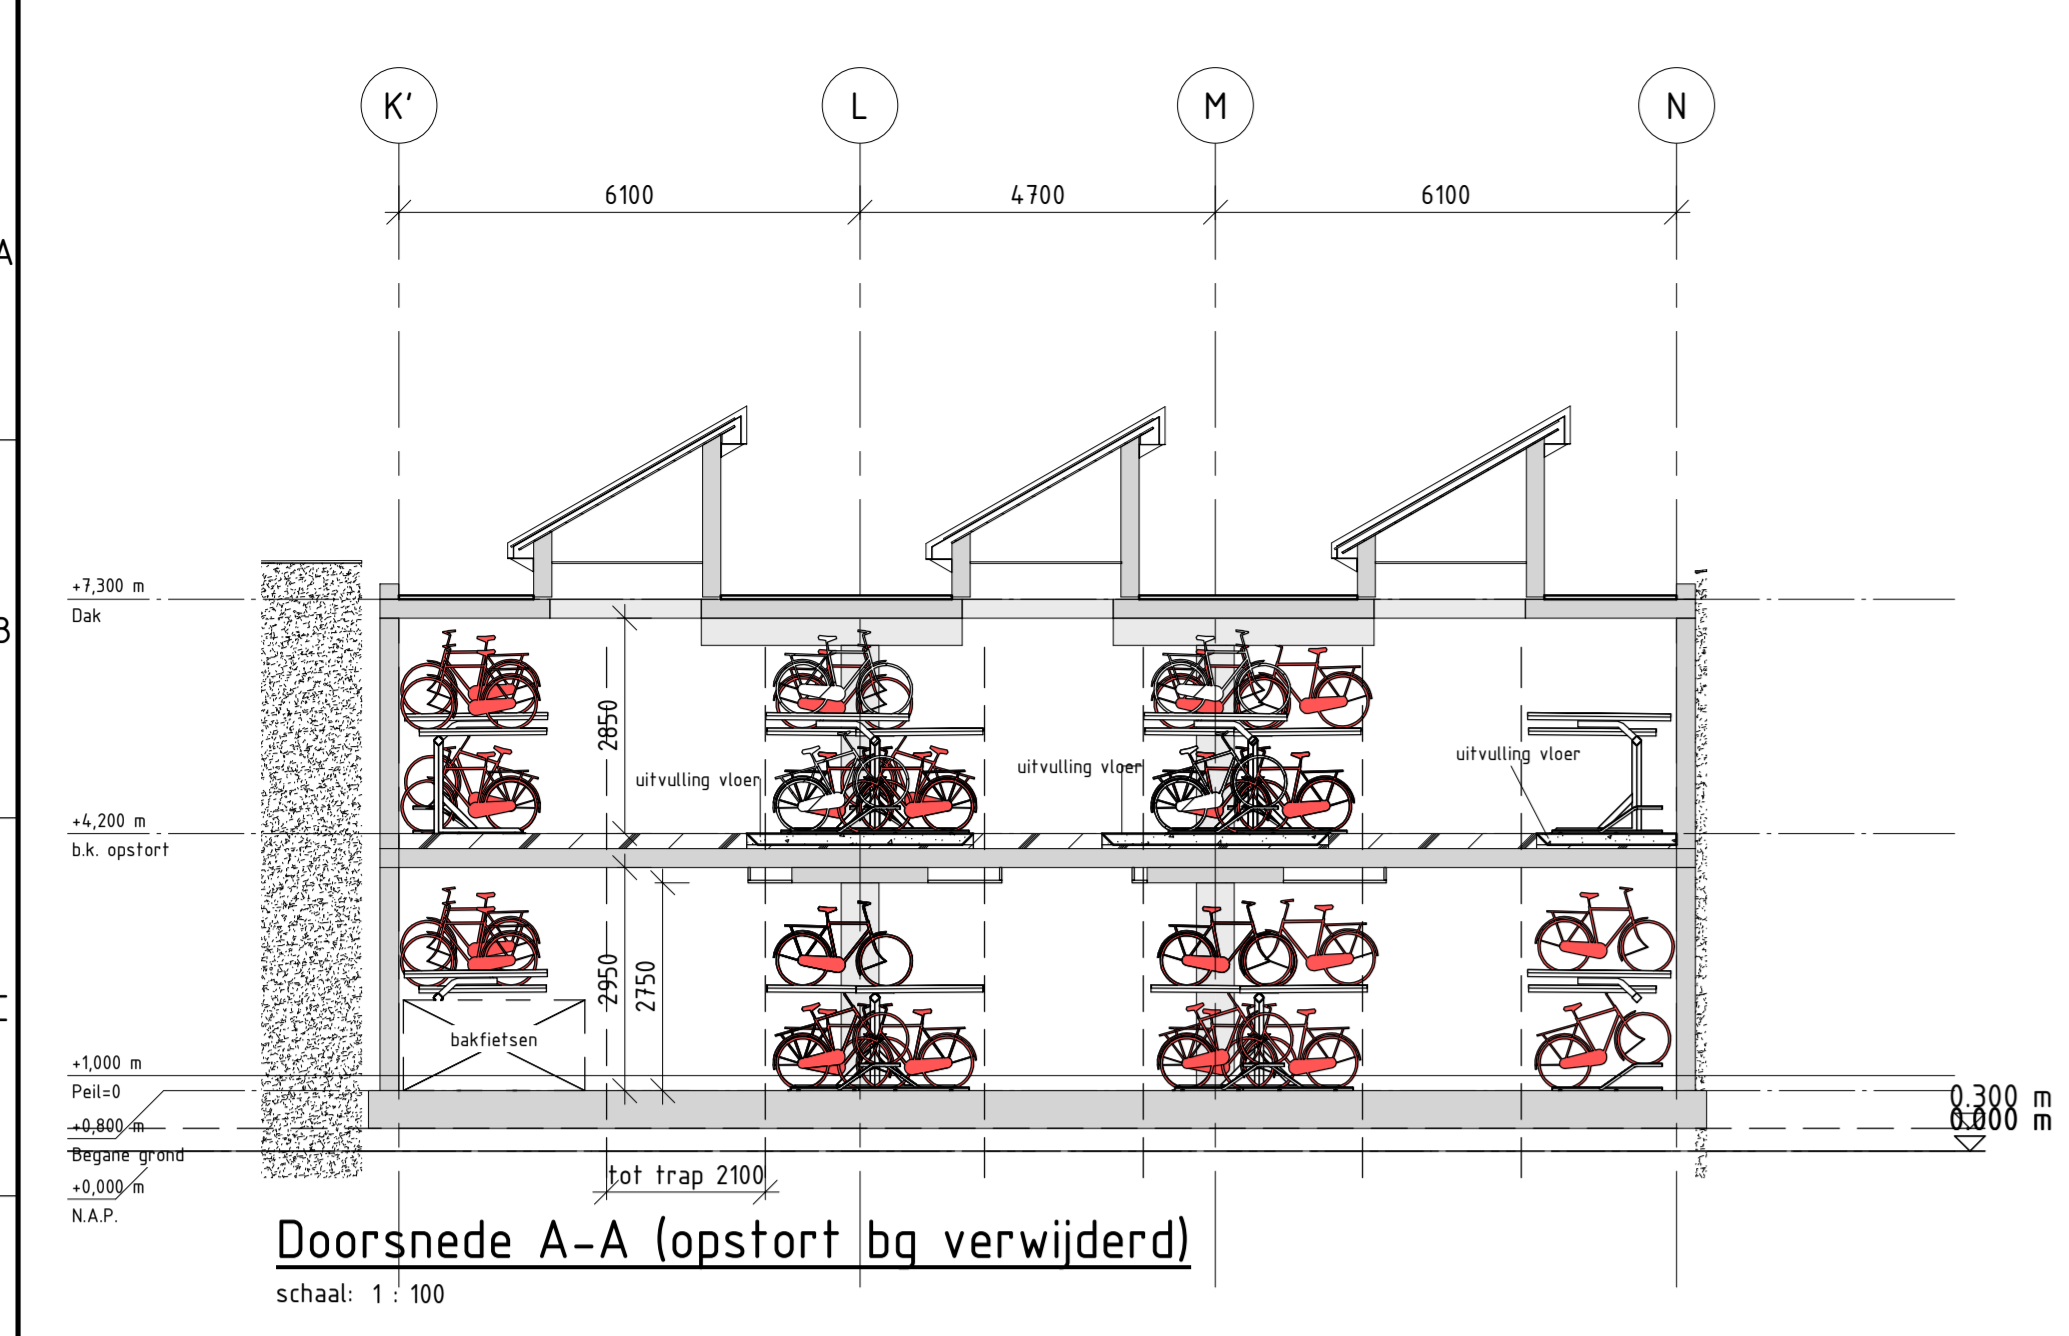 K' L M N
6100 4700 6100
A
+7,300 m
Dak
B
2850
uitvulling vloer
uitvulling vloer
uitvulling vloer
+4,200 m
b.k. opstort
2950
2750
bakfietsen
+1,000 m
Peil=0
0.300 m
0.000 m
+0,800 m
Begane grond
tot trap 2100
+0,000 m
N.A.P.
Doorsnede A-A (opstort bg verwijderd)
schaal: 1 : 100